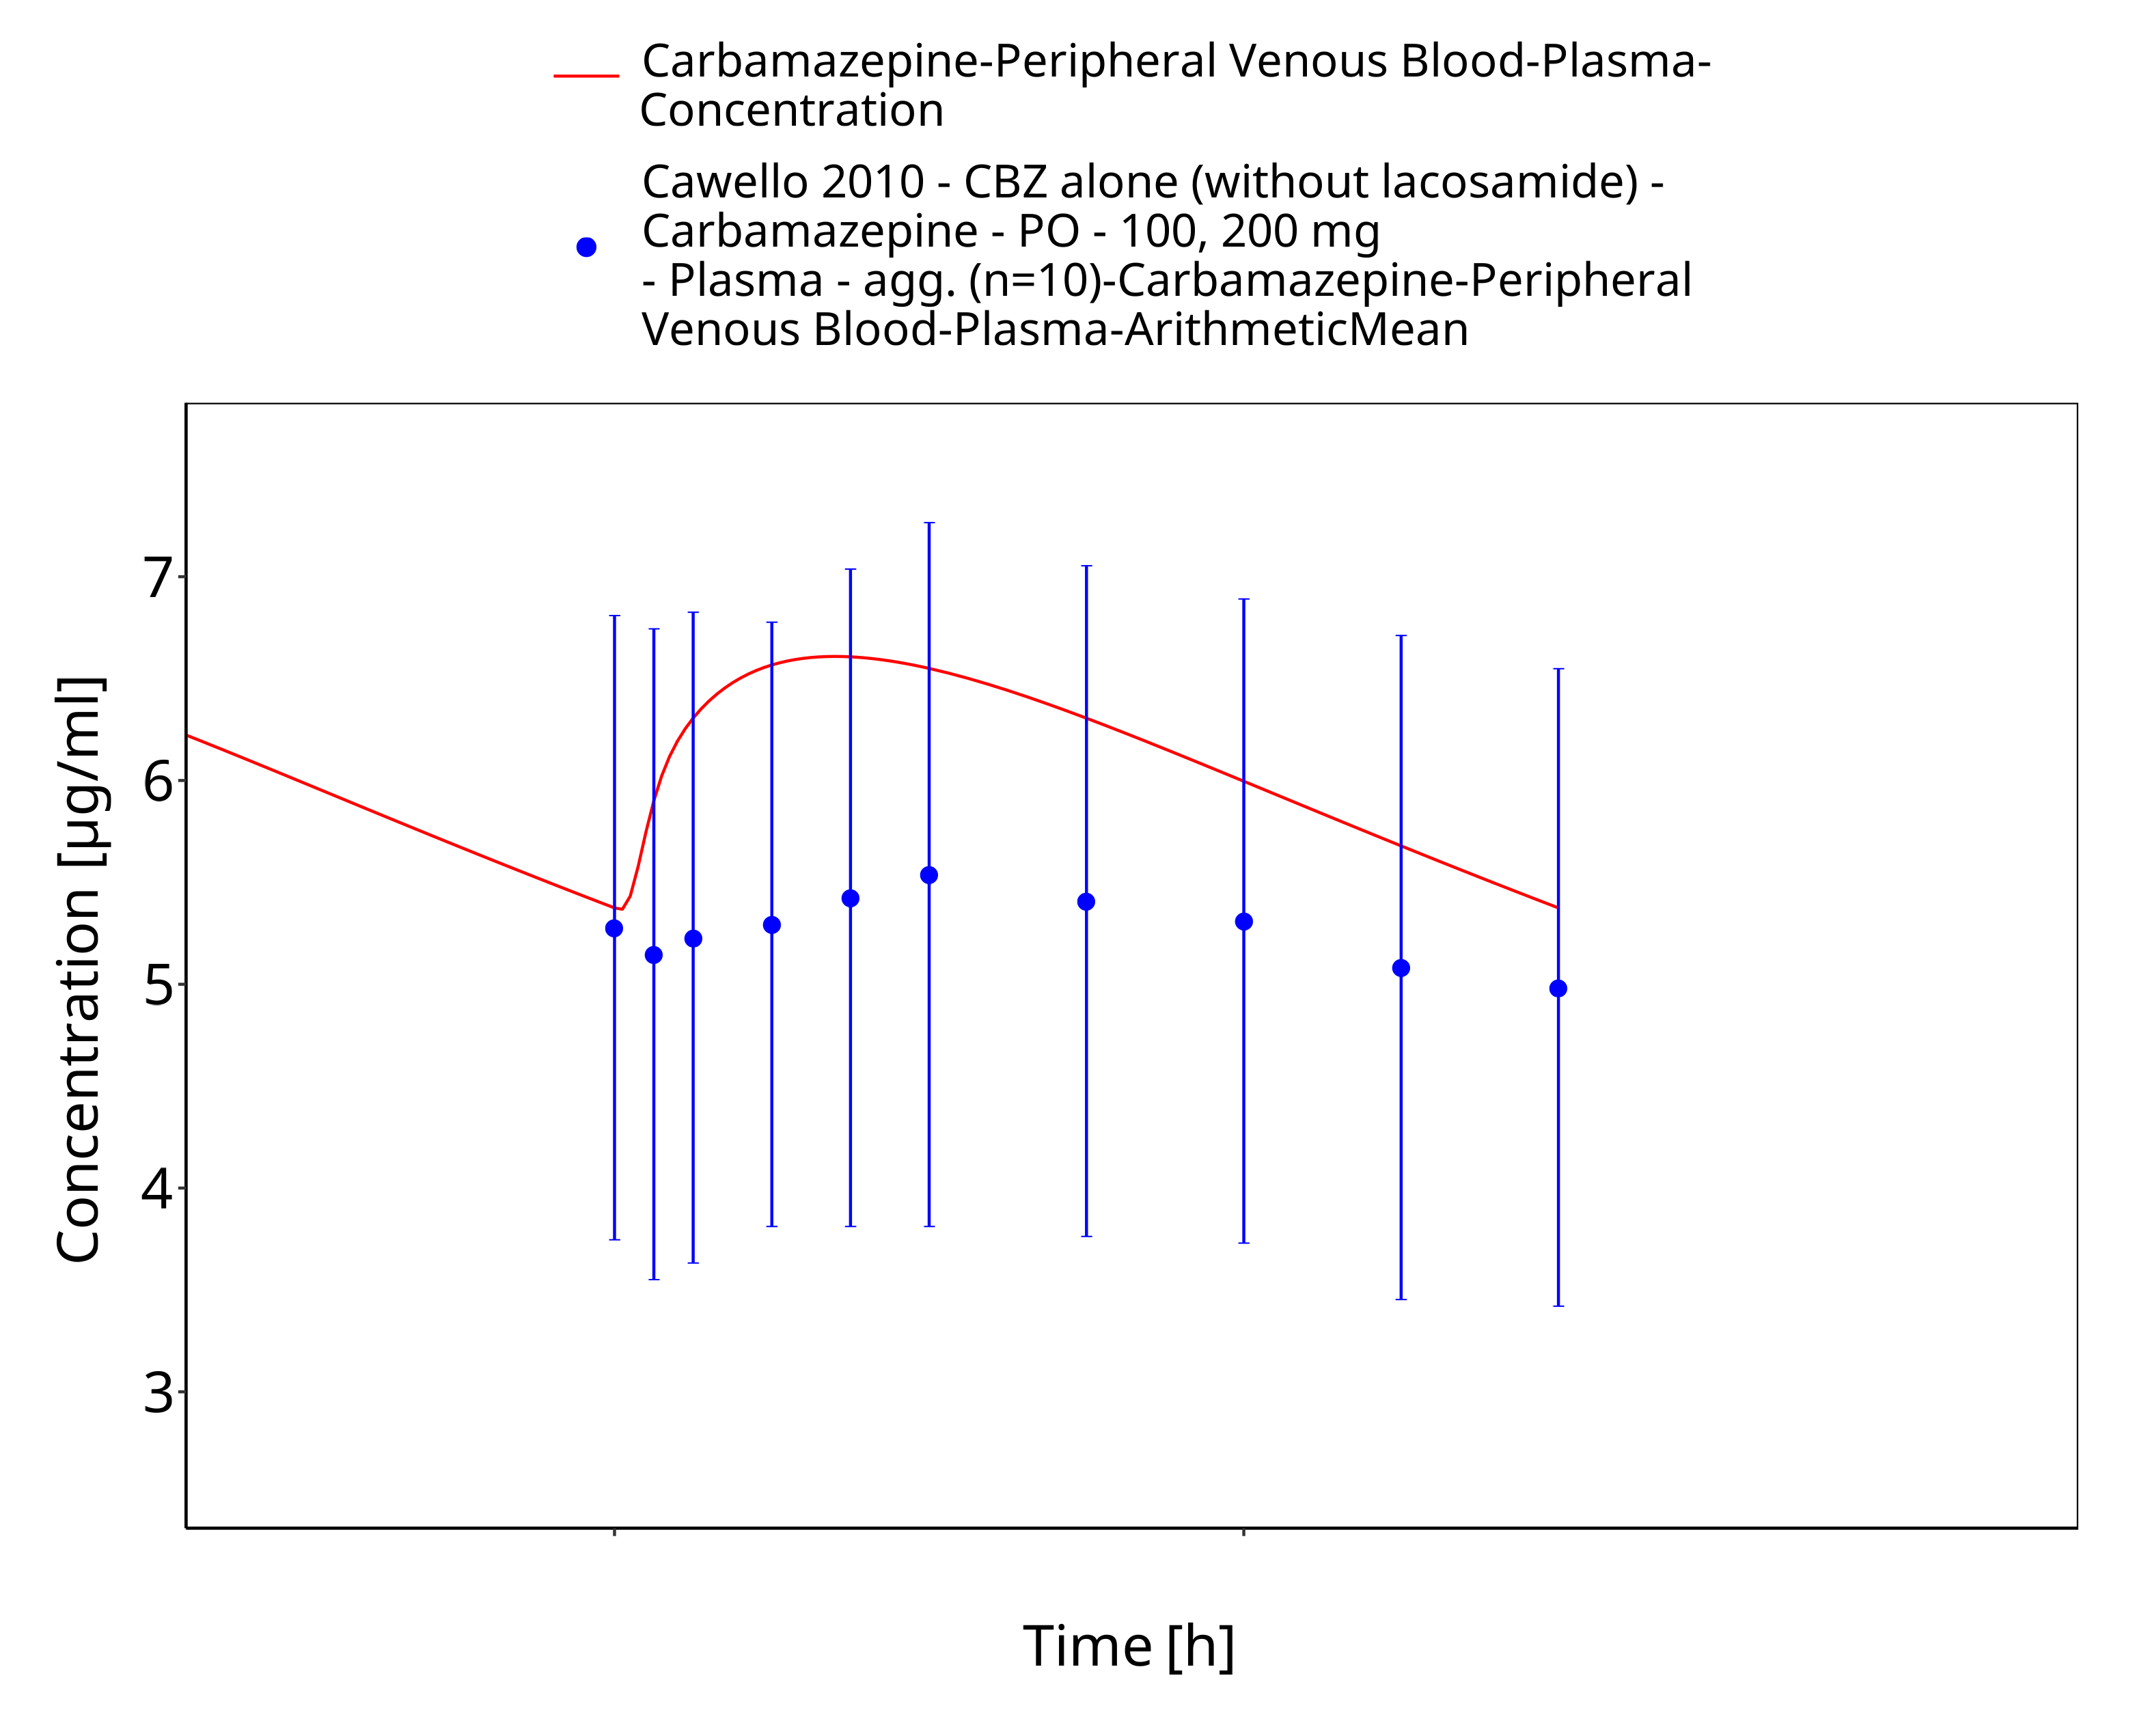 Carbamazepine-Peripheral Venous Blood-Plasma-
Concentration
Cawello 2010 - CBZ alone (without lacosamide) -
Carbamazepine - PO - 100, 200 mg
- Plasma - agg. (n=10)-Carbamazepine-Peripheral
Venous Blood-Plasma-ArithmeticMean
Concentration [µg/ml]
7
6
5
4
3
Time [h]